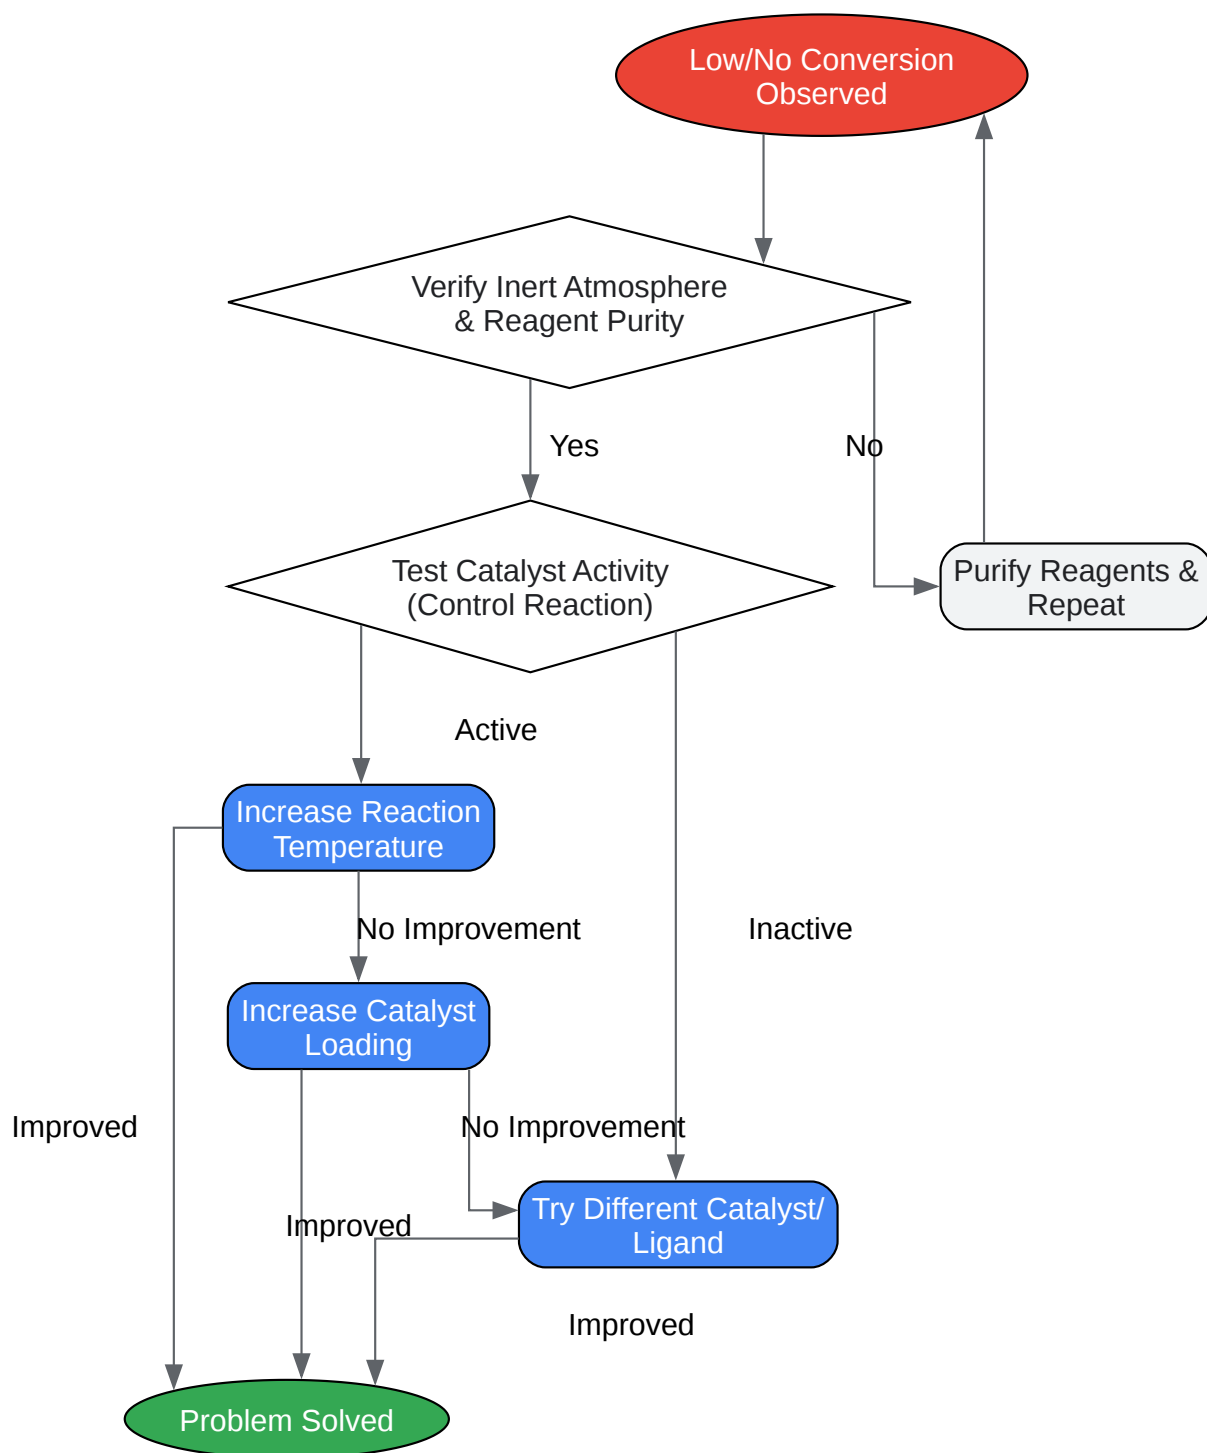 Low/No Conversion
Observed
Verify Inert Atmosphere
& Reagent Purity
Yes
No
Test Catalyst Activity
(Control Reaction)
Purify Reagents &
Repeat
Active
Increase Reaction
Temperature
No Improvement
Inactive
Increase Catalyst
Loading
Improved
No Improvement
Try Different Catalyst/
Ligand
Improved
Improved
Problem Solved